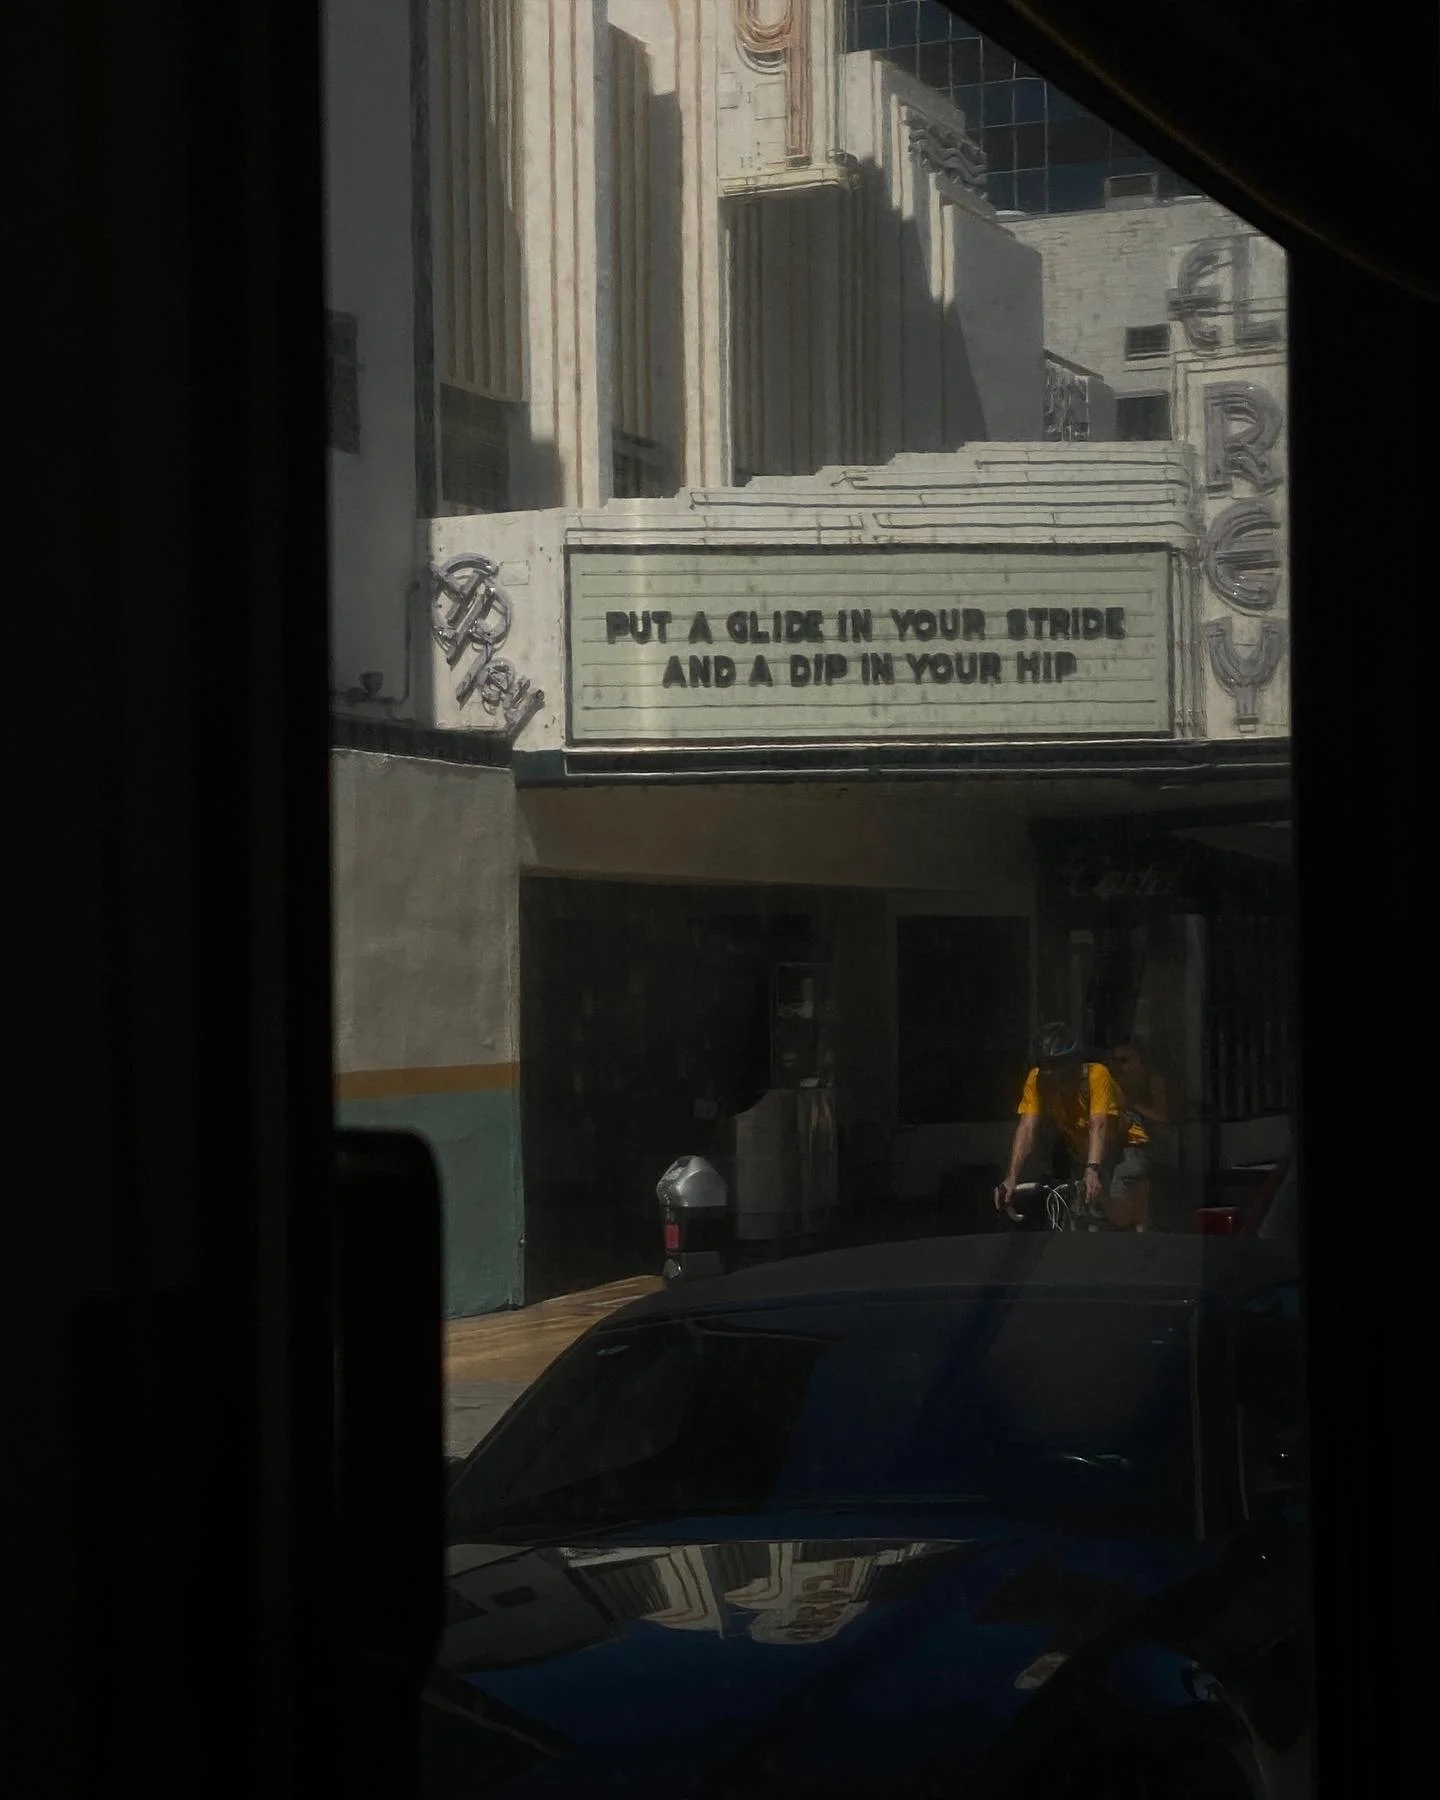 EL
REY
El Rey
PUT A GLIDE IN YOUR STRIDE
AND A DIP IN YOUR HIP